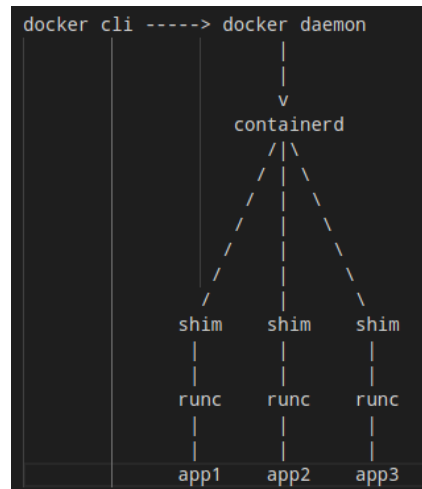 docker cli -----> docker daemon
|
|
v
containerd
/|\
/ | \
/ | \
/ | \
/ | \
/ | \
/ | \
shim shim shim
| | |
| | |
runc runc runc
| | |
| | |
app1 app2 app3